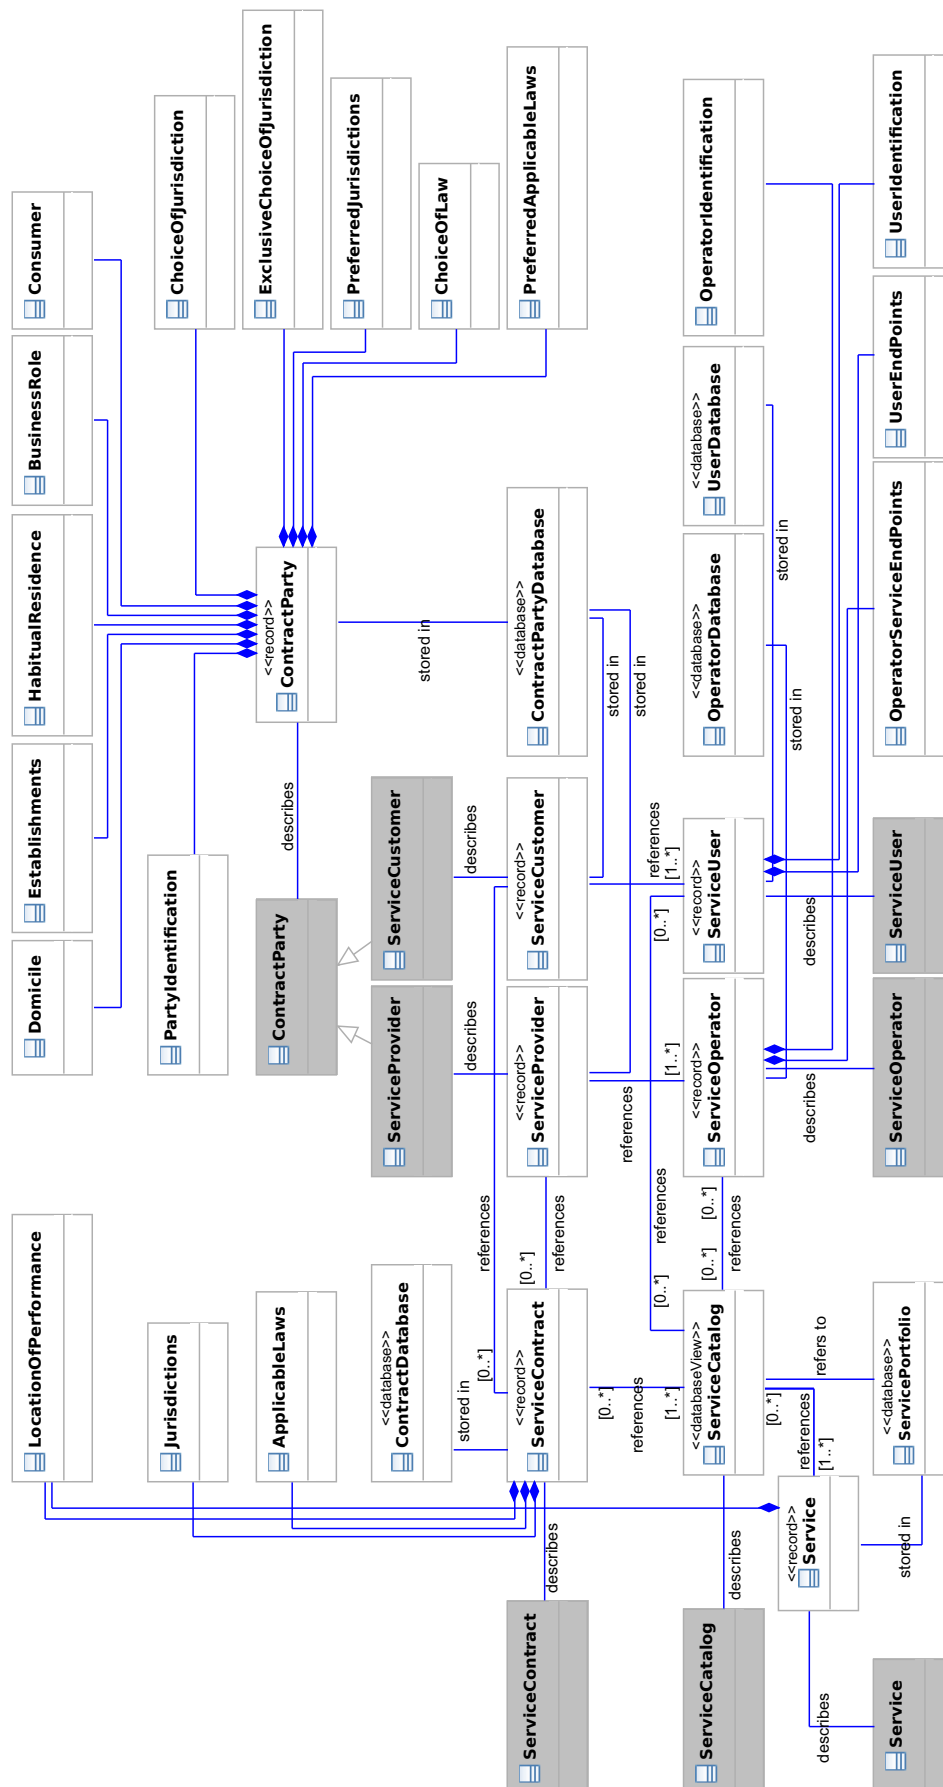 LocationOfPerformance
Domicile
Establishments
HabitualResidence
BusinessRole
Consumer
Jurisdictions
PartyIdentification
ChoiceOfJurisdiction
ApplicableLaws
ContractParty
describes
<<record>>
ContractParty
ExclusiveChoiceOfJurisdiction
PreferredJurisdictions
<<database>>
ContractDatabase
ServiceProvider
ServiceCustomer
stored in
ChoiceOfLaw
stored in
[0..*]
references
describes
describes
ServiceContract
describes
<<record>>
ServiceContract
[0..*]
references
<<record>>
ServiceProvider
<<record>>
ServiceCustomer
<<database>>
ContractPartyDatabase
PreferredApplicableLaws
[0..*]
references
[1..*]
references
[0..*]
references
[1..*]
[0..*]
references
[1..*]
stored in
stored in
ServiceCatalog
describes
<<databaseView>>
ServiceCatalog
[0..*]
references
[0..*]
<<record>>
ServiceOperator
<<record>>
ServiceUser
<<database>>
OperatorDatabase
<<database>>
UserDatabase
OperatorIdentification
[0..*]
references
[1..*]
refers to
describes
describes
stored in
stored in
describes
<<record>>
Service
stored in
Service
<<database>>
ServicePortfolio
ServiceOperator
ServiceUser
OperatorServiceEndPoints
UserEndPoints
UserIdentification